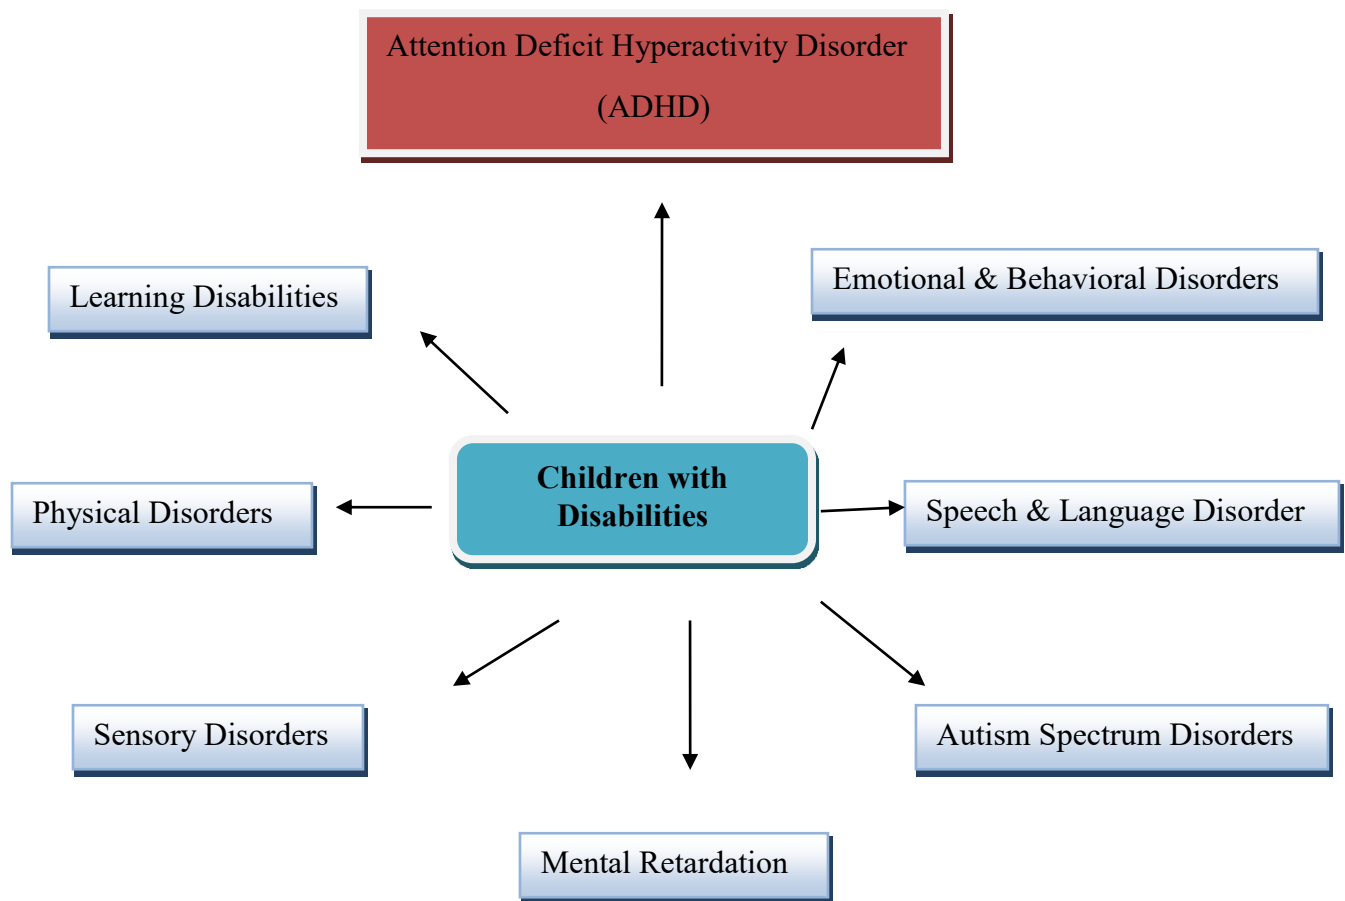 Attention Deficit Hyperactivity Disorder
(ADHD)
Learning Disabilities
Emotional & Behavioral Disorders
Children with
Disabilities
Physical Disorders
Speech & Language Disorder
Sensory Disorders
Autism Spectrum Disorders
Mental Retardation